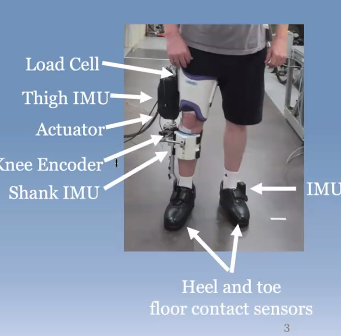 Load Cell
Thigh IMU
Actuator
Knee Encoder
Shank IMU
IMU
Heel and toe
floor contact sensors
3